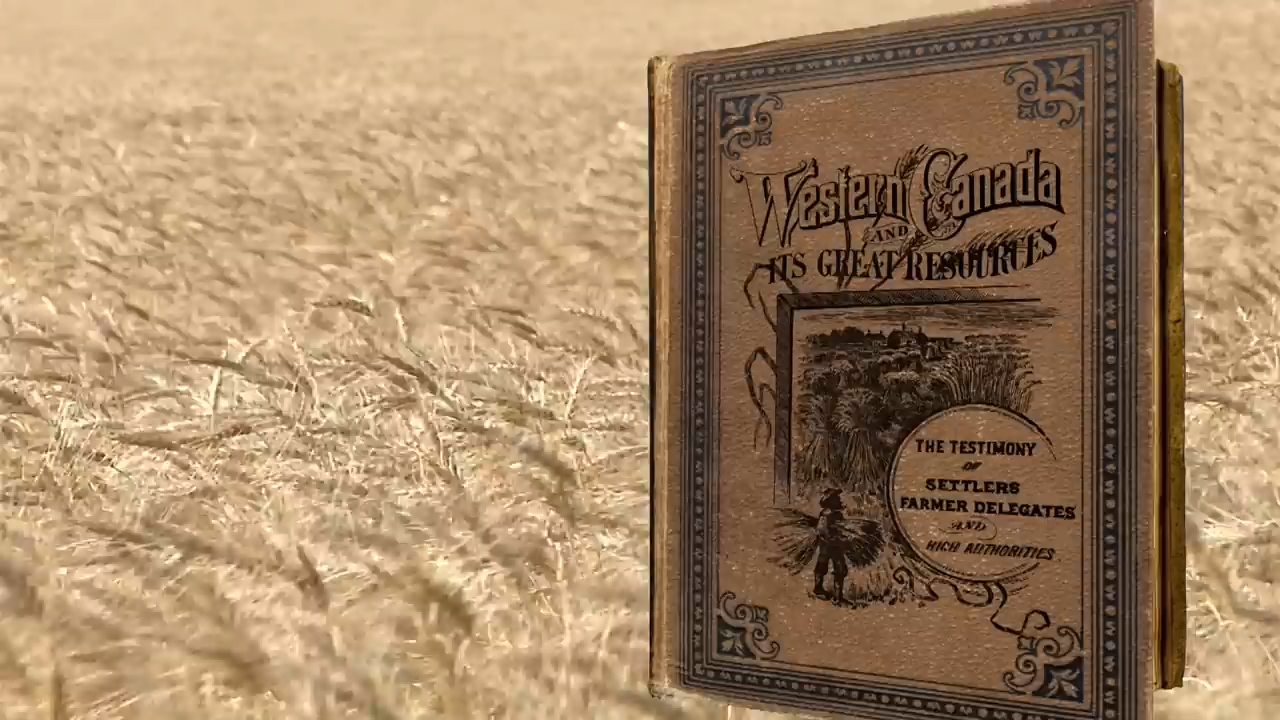 Western Canada
AND
ITS GREAT RESOURCES
THE TESTIMONY
OF
SETTLERS
FARMER DELEGATES
AND
HIGH AUTHORITIES